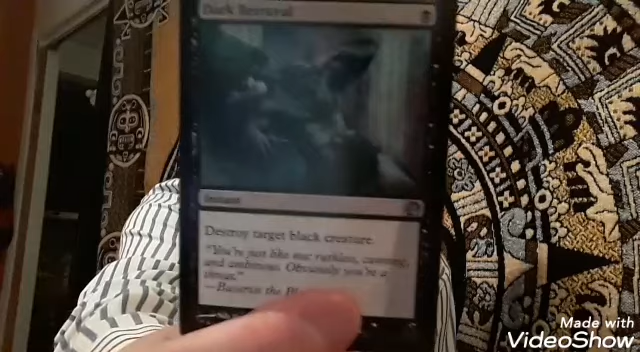 Dark Betrayal
Instant
Destroy target black creature.
"You're just like me: ruthless, cunning,
and ambitious. Obviously you're a
threat."
—
Made with
VideoShow